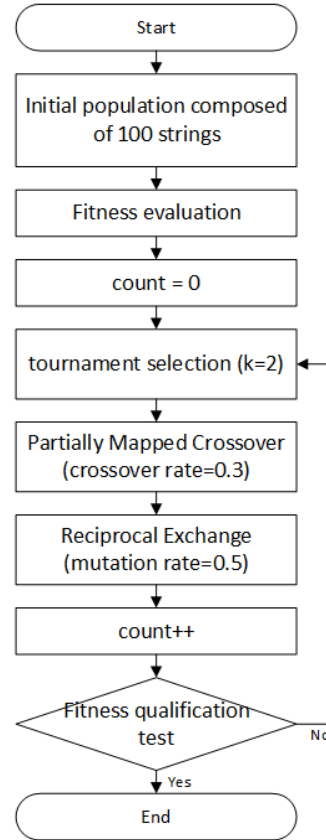 Start
Initial population composed
of 100 strings
Fitness evaluation
count = 0
tournament selection (k=2)
Partially Mapped Crossover
(crossover rate=0.3)
Reciprocal Exchange
(mutation rate=0.5)
count++
Fitness qualification
test
No
Yes
End